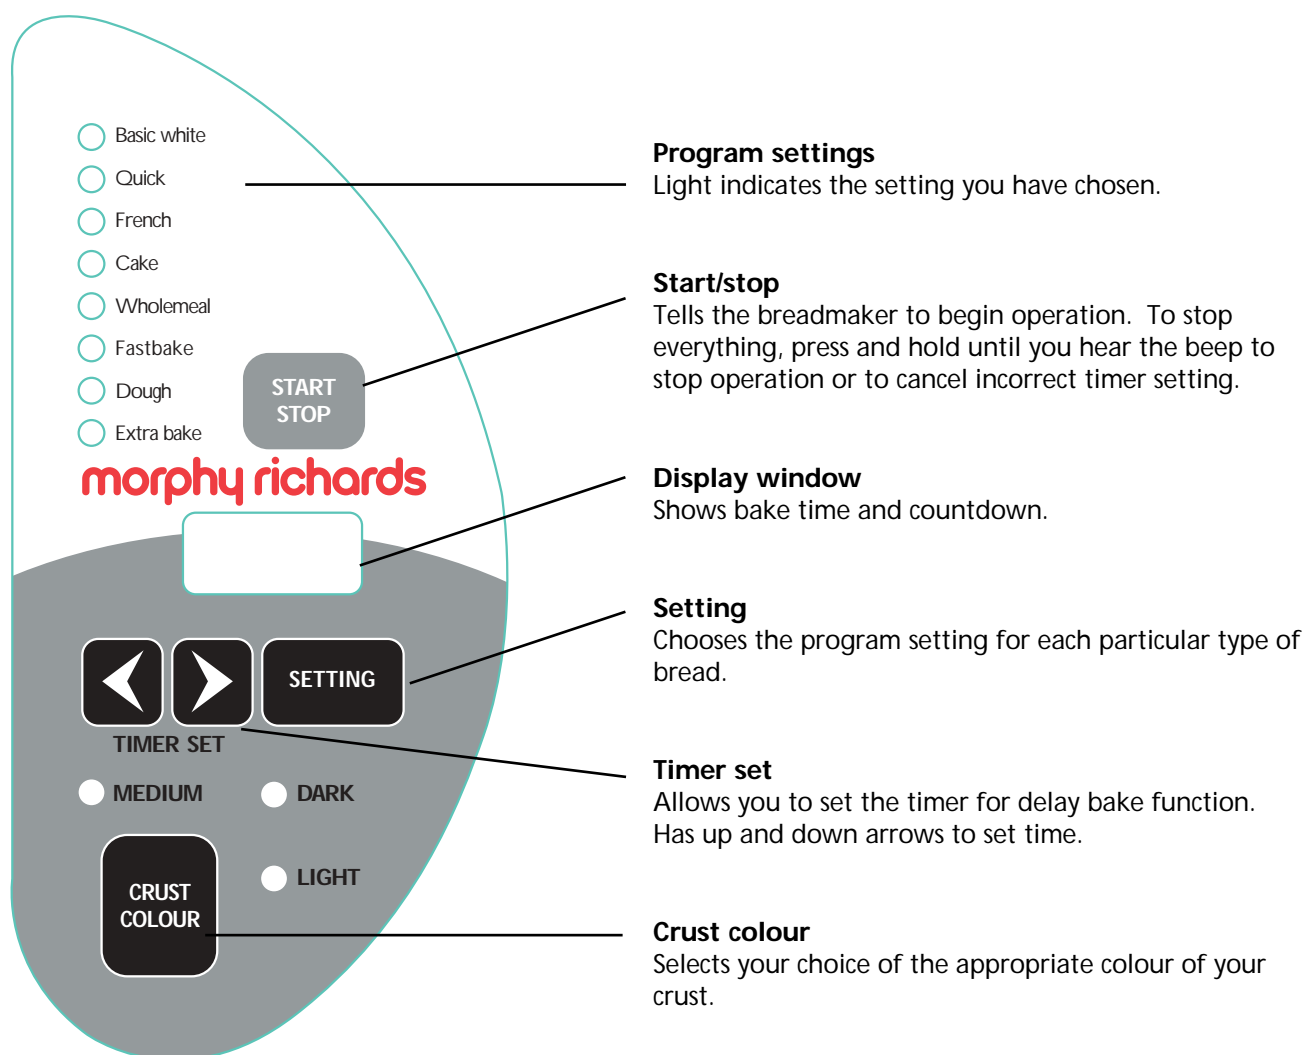 Basic white
Quick
French
Cake
Wholemeal
Fastbake
Dough
Extra bake
START
STOP
morphy richards
SETTING
TIMER SET
MEDIUM
DARK
LIGHT
CRUST
COLOUR
Program settings
Light indicates the setting you have chosen.
Start/stop
Tells the breadmaker to begin operation. To stop
everything, press and hold until you hear the beep to
stop operation or to cancel incorrect timer setting.
Display window
Shows bake time and countdown.
Setting
Chooses the program setting for each particular type of
bread.
Timer set
Allows you to set the timer for delay bake function.
Has up and down arrows to set time.
Crust colour
Selects your choice of the appropriate colour of your
crust.